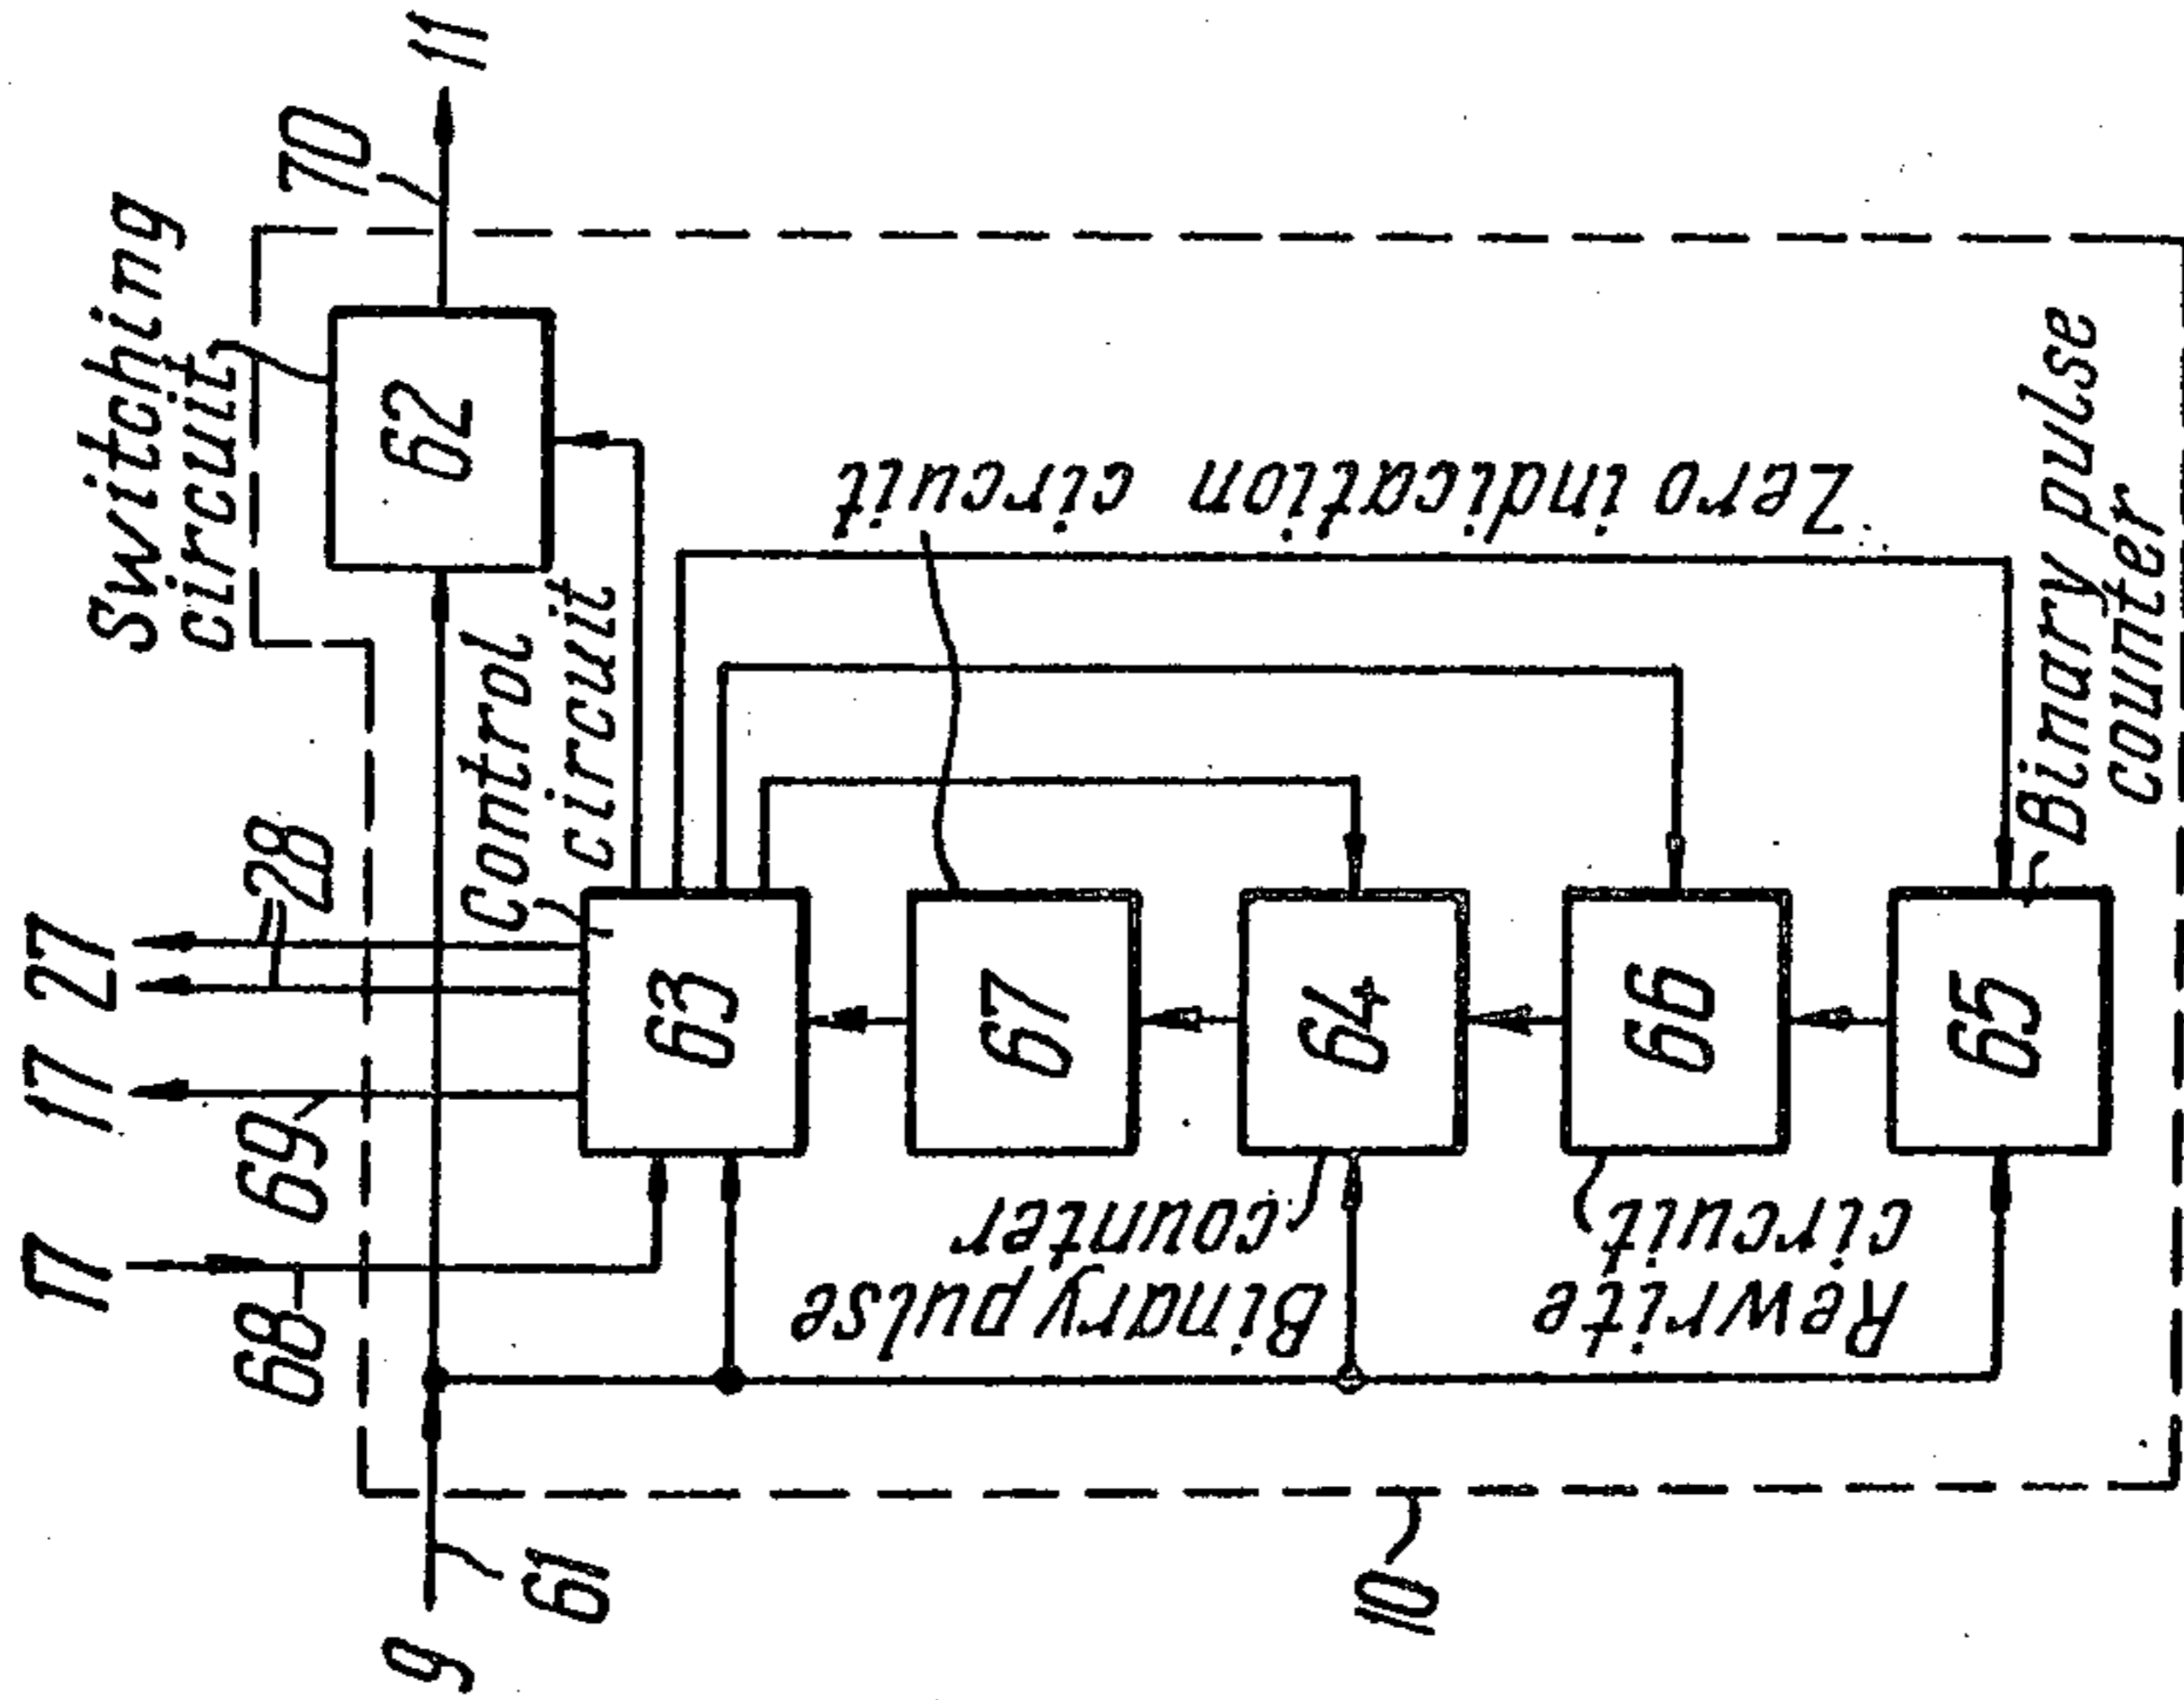 11
70
Switching
circuit
62
Zero indication circuit
Control
circuit
28
27
17
17
69
68
63
67
64
66
65
Binary pulse
counter
Binary pulse
counter
Rewrite
circuit
9
61
10